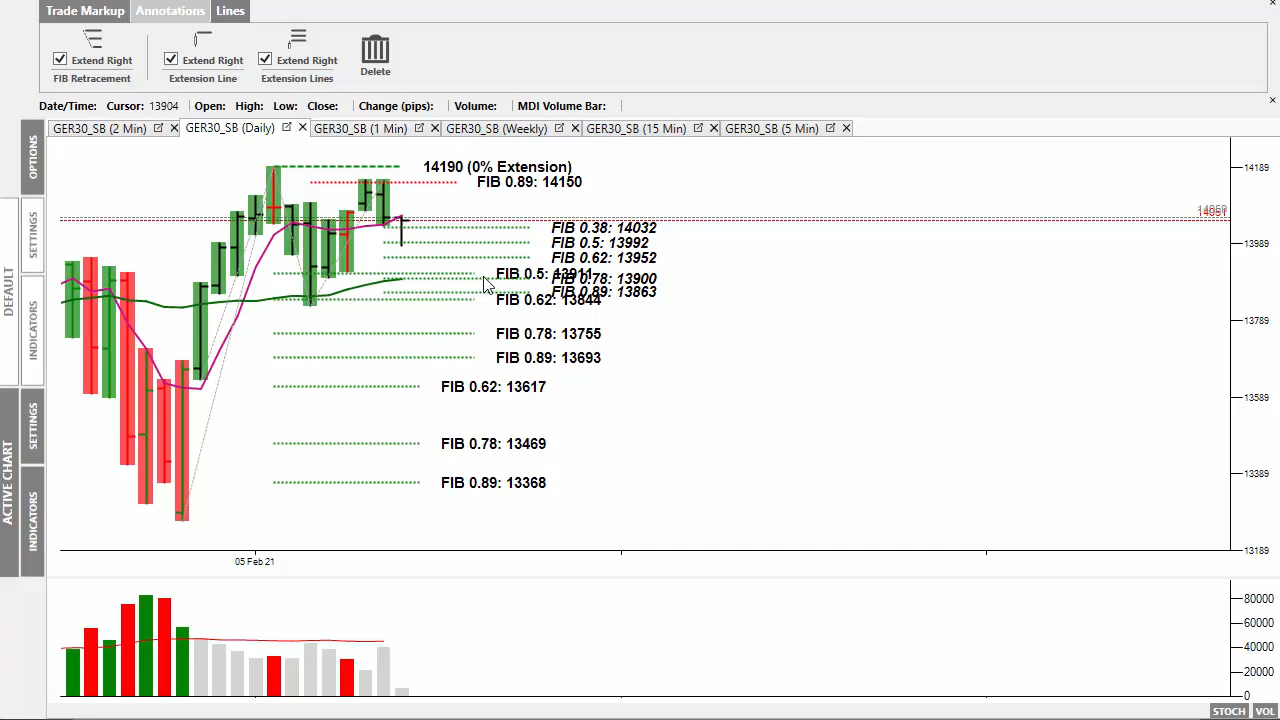 Trade Markup Annotations Lines
Extend Right Extend Right Extend Right
FIB Retracement Extension Line Extension Lines Delete
Date/Time: Cursor: 13904 Open: High: Low: Close: Change (pips): Volume: MDI Volume Bar:
GER30_SB (2 Min) GER30_SB (Daily) GER30_SB (1 Min) GER30_SB (Weekly) GER30_SB (15 Min) GER30_SB (5 Min)
OPTIONS
SETTINGS
INDICATORS
DEFAULT
SETTINGS
INDICATORS
ACTIVE CHART
14190 (0% Extension)
FIB 0.89: 14150
FIB 0.38: 14032
FIB 0.5: 13992
FIB 0.62: 13952
FIB 0.5: 13911
FIB 0.78: 13900
FIB 0.89: 13863
FIB 0.62: 13844
FIB 0.78: 13755
FIB 0.89: 13693
FIB 0.62: 13617
FIB 0.78: 13469
FIB 0.89: 13368
14189
14051
13989
13789
13589
13389
13189
05 Feb 21
80000
60000
40000
20000
0
STOCH VOL